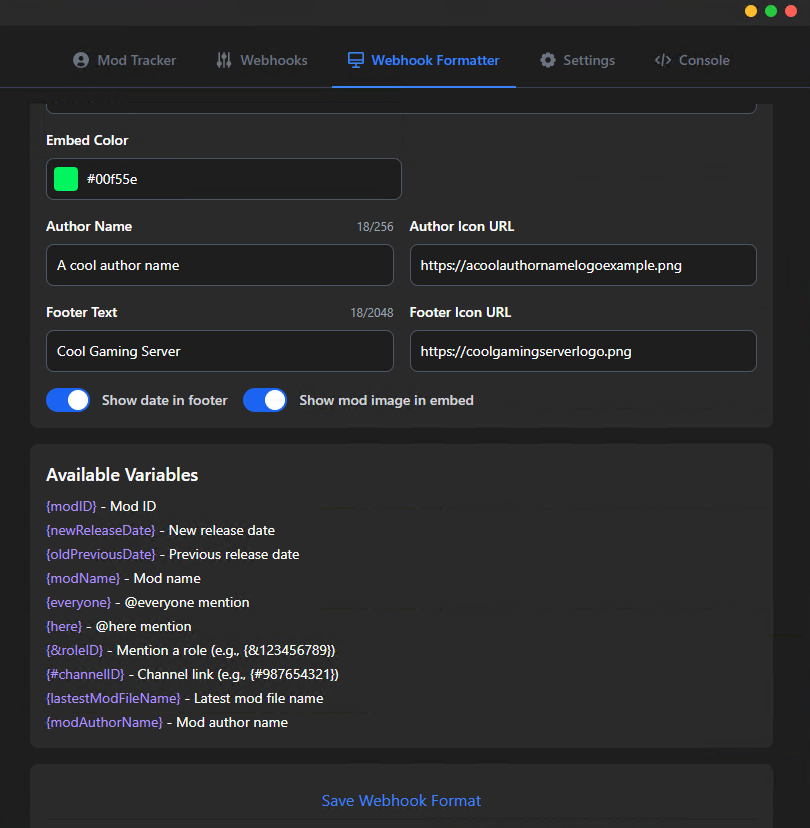 Mod Tracker Webhooks Webhook Formatter Settings Console
Embed Color
#00f55e
Author Name 18/256 Author Icon URL
A cool author name https://acoolauthornamelogoexample.png
Footer Text 18/2048 Footer Icon URL
Cool Gaming Server https://coolgamingserverlogo.png
Show date in footer Show mod image in embed
Available Variables
{modID} - Mod ID
{newReleaseDate} - New release date
{oldPreviousDate} - Previous release date
{modName} - Mod name
{everyone} - @everyone mention
{here} - @here mention
{&roleID} - Mention a role (e.g., {&123456789})
{#channelID} - Channel link (e.g., {#987654321})
{lastestModFileName} - Latest mod file name
{modAuthorName} - Mod author name
Save Webhook Format